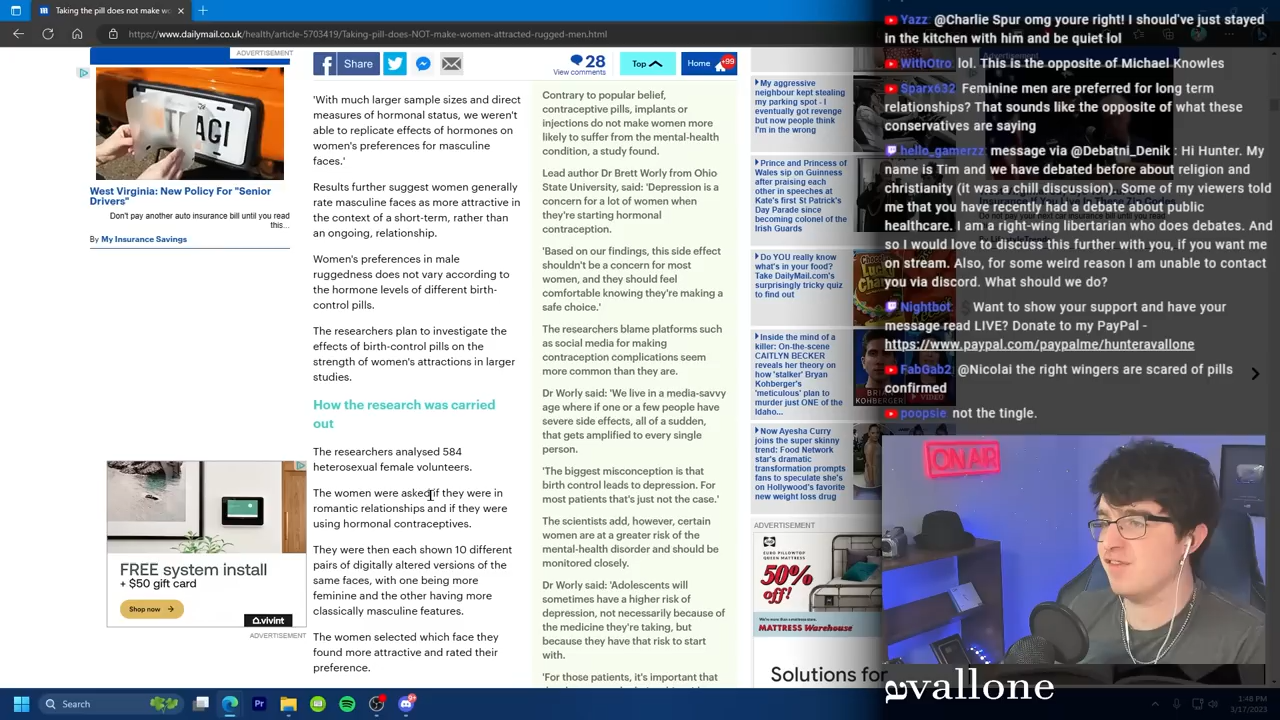 Taking the pill does not make wo
https://www.dailymail.co.uk/health/article-5703419/Taking-pill-does-NOT-make-women-attracted-rugged-men.html
ADVERTISEMENT
AGI
West Virginia: New Policy For "Senior
Drivers"
Don't pay another auto insurance bill until you read
this...
By My Insurance Savings
FREE system install
+ $50 gift card
Shop now →
vivint
ADVERTISEMENT
Share
28
View comments
Top
Home
+99
'With much larger sample sizes and direct
measures of hormonal status, we weren't
able to replicate effects of hormones on
women's preferences for masculine
faces.'
Results further suggest women generally
rate masculine faces as more attractive in
the context of a short-term, rather than
an ongoing, relationship.
Women's preferences in male
ruggedness does not vary according to
the hormone levels of different birth-
control pills.
The researchers plan to investigate the
effects of birth-control pills on the
strength of women's attractions in larger
studies.
How the research was carried
out
The researchers analysed 584
heterosexual female volunteers.
The women were asked if they were in
romantic relationships and if they were
using hormonal contraceptives.
They were then each shown 10 different
pairs of digitally altered versions of the
same faces, with one being more
feminine and the other having more
classically masculine features.
The women selected which face they
found more attractive and rated their
preference.
Contrary to popular belief,
contraceptive pills, implants or
injections do not make women more
likely to suffer from the mental-health
condition, a study found.
Lead author Dr Brett Worly from Ohio
State University, said: 'Depression is a
concern for a lot of women when
they're starting hormonal
contraception.
'Based on our findings, this side effect
shouldn't be a concern for most
women, and they should feel
comfortable knowing they're making a
safe choice.'
The researchers blame platforms such
as social media for making
contraception complications seem
more common than they are.
Dr Worly said: 'We live in a media-savvy
age where if one or a few people have
severe side effects, all of a sudden,
that gets amplified to every single
person.
'The biggest misconception is that
birth control leads to depression. For
most patients that's just not the case.'
The scientists add, however, certain
women are at a greater risk of the
mental-health disorder and should be
monitored closely.
Dr Worly said: 'Adolescents will
sometimes have a higher risk of
depression, not necessarily because of
the medicine they're taking, but
because they have that risk to start
with.
'For those patients, it's important that
My aggressive
neighbour kept stealing
my parking spot - I
eventually got revenge
but now people think
I'm in the wrong
Prince and Princess of
Wales sip on Guinness
after praising each
other in speeches at
Kate's first St Patrick's
Day Parade since
becoming colonel of the
Irish Guards
Do YOU really know
what's in your food?
Take DailyMail.com's
surprisingly tricky quiz
to find out
Inside the mind of a
killer: On-the-scene
CAITLYN BECKER
reveals her theory on
how 'stalker' Bryan
Kohberger's
'meticulous' plan to
murder just ONE of the
Idaho...
KOHBERGER
VIDEO
Now Ayesha Curry
joins the super skinny
trend: Food Network
star's dramatic
transformation prompts
fans to speculate she's
on Hollywood's favorite
new weight loss drug
ADVERTISEMENT
EURO PILLOWTOP
QUEEN MATTRESS
50%
off!
MATTRESS Warehouse
Solutions for
Yazz @Charlie Spur omg your right! I should've just stayed
in the kitchen with him and be quiet lol
WithOtro lol. This is the opposite of Michael Knowles
Sparx632 Feminine men are preferred for long term
relationships? That sounds like the opposite of what these
conservatives are saying
hello_gamerzz: message via @Debatni_Denik : Hi Hunter. My
name is Tim and we have debated before about religion and
christianity (it was a chill discussion). Some of my viewers told
me that you have recently had a debate about public
healthcare. I am a right-wing libertarian who does debates. And
so I would love to discuss this further with you, if you want me
on stream. Also, for some weird reason I am unable to contact
you via discord. What should we do?
Nightbot: Want to show your support and have your
message read LIVE? Donate to my PayPal -
https://www.paypal.com/paypalme/hunteravallone
FabGab2 @Nicolai the right wingers are scared of pills
confirmed
poopsie not the tingle.
ON AIR
avallone
Search
Pr
9+
1:48 PM
3/17/2023